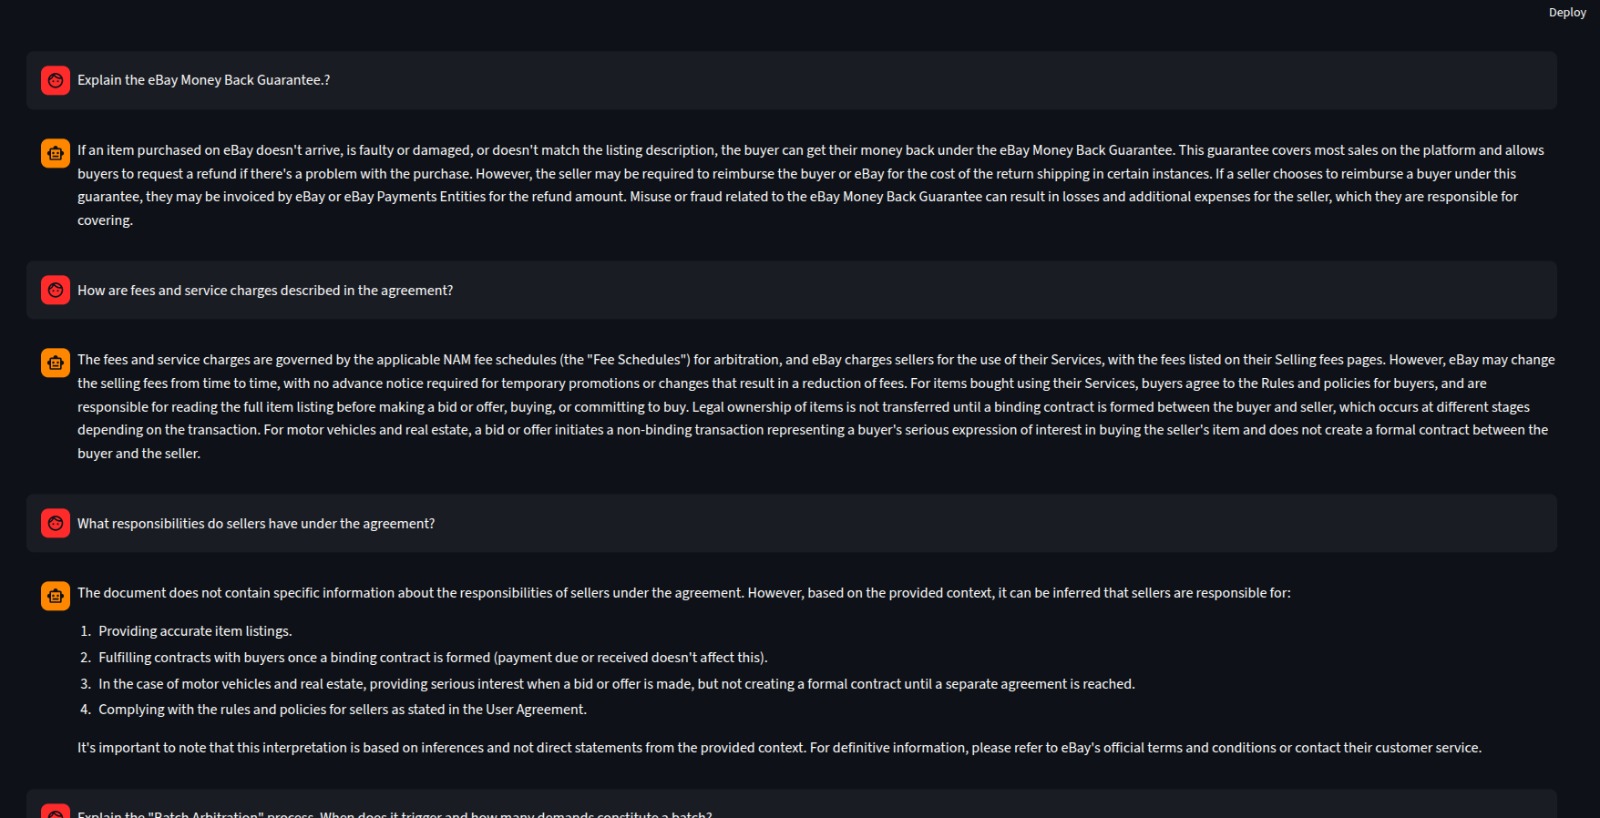 Deploy
Explain the eBay Money Back Guarantee.?
If an item purchased on eBay doesn't arrive, is faulty or damaged, or doesn't match the listing description, the buyer can get their money back under the eBay Money Back Guarantee. This guarantee covers most sales on the platform and allows
buyers to request a refund if there's a problem with the purchase. However, the seller may be required to reimburse the buyer or eBay for the cost of the return shipping in certain instances. If a seller chooses to reimburse a buyer under this
guarantee, they may be invoiced by eBay or eBay Payments Entities for the refund amount. Misuse or fraud related to the eBay Money Back Guarantee can result in losses and additional expenses for the seller, which they are responsible for
covering.
How are fees and service charges described in the agreement?
The fees and service charges are governed by the applicable NAM fee schedules (the "Fee Schedules") for arbitration, and eBay charges sellers for the use of their Services, with the fees listed on their Selling fees pages. However, eBay may change
the selling fees from time to time, with no advance notice required for temporary promotions or changes that result in a reduction of fees. For items bought using their Services, buyers agree to the Rules and policies for buyers, and are
responsible for reading the full item listing before making a bid or offer, buying, or committing to buy. Legal ownership of items is not transferred until a binding contract is formed between the buyer and seller, which occurs at different stages
depending on the transaction. For motor vehicles and real estate, a bid or offer initiates a non-binding transaction representing a buyer's serious expression of interest in buying the seller's item and does not create a formal contract between the
buyer and the seller.
What responsibilities do sellers have under the agreement?
The document does not contain specific information about the responsibilities of sellers under the agreement. However, based on the provided context, it can be inferred that sellers are responsible for:
1. Providing accurate item listings.
2. Fulfilling contracts with buyers once a binding contract is formed (payment due or received doesn't affect this).
3. In the case of motor vehicles and real estate, providing serious interest when a bid or offer is made, but not creating a formal contract until a separate agreement is reached.
4. Complying with the rules and policies for sellers as stated in the User Agreement.
It's important to note that this interpretation is based on inferences and not direct statements from the provided context. For definitive information, please refer to eBay's official terms and conditions or contact their customer service.
Explain the "Batch Arbitration" process. When does it trigger and how many demands constitute a batch?